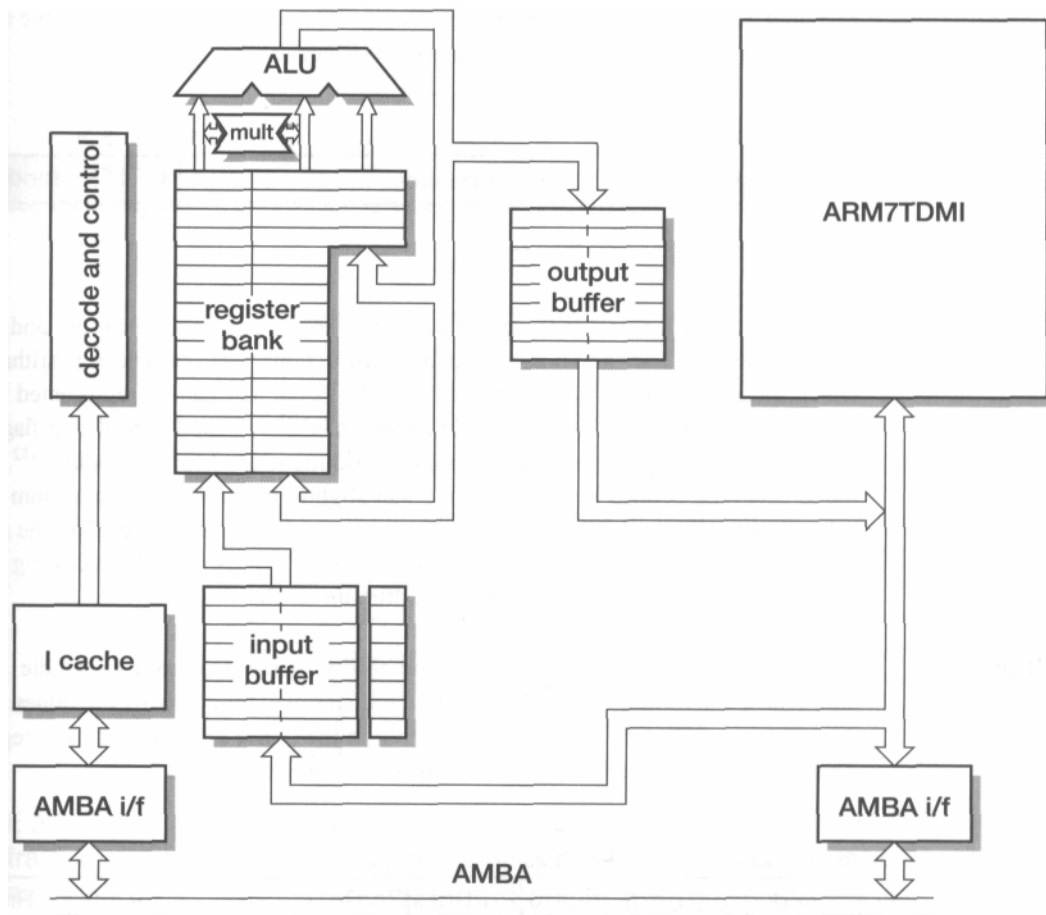 ALU
mult
decode and control
ARM7TDMI
output
buffer
register
bank
I cache
input
buffer
AMBA i/f
AMBA i/f
AMBA